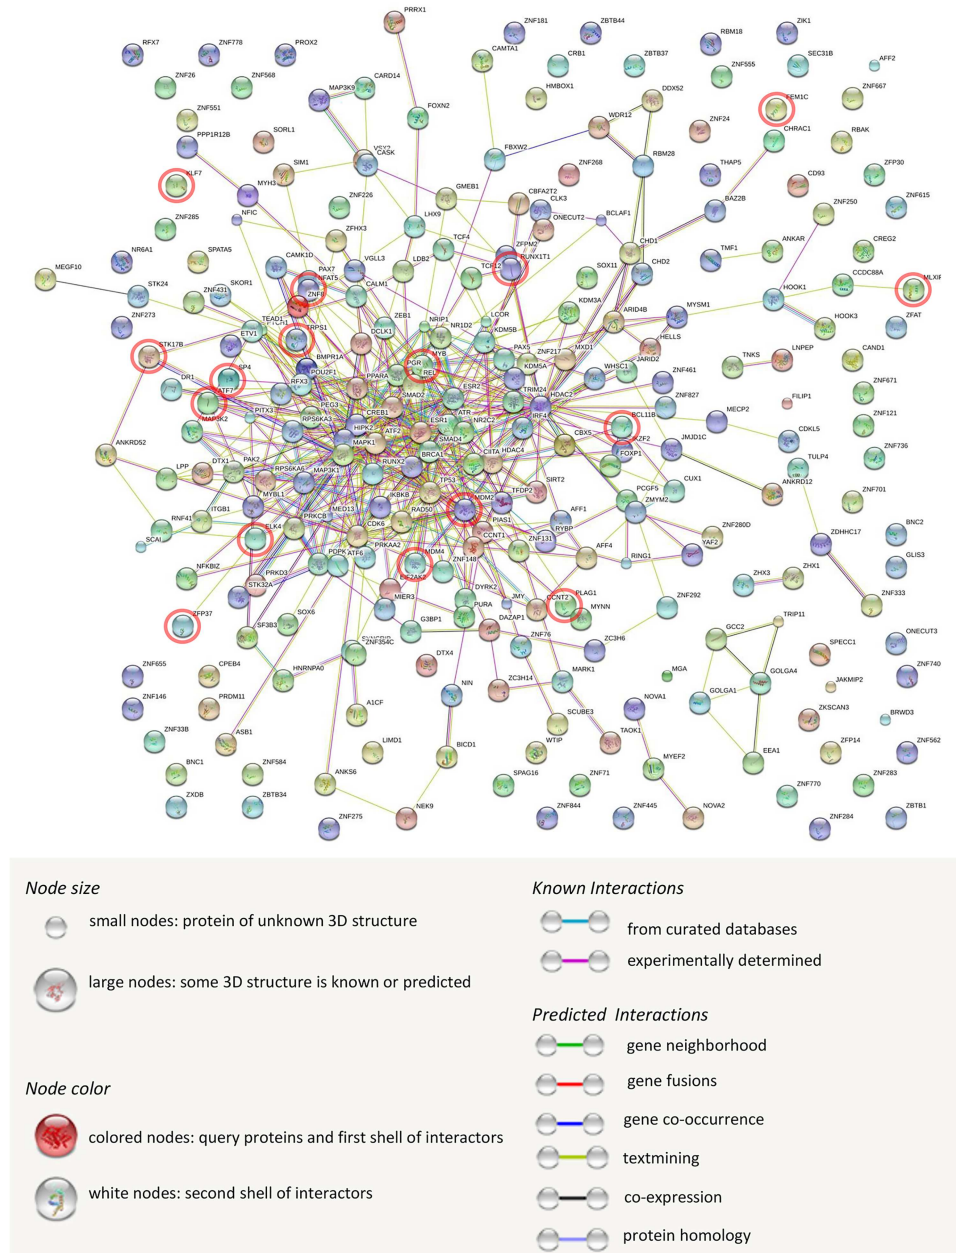 PRRX1
ZNF181
ZBTB44
ZIK1
RFX7
ZNF778
PROX2
CAMTA1
CRB1
ZBTB37
RBM18
SEC31B
AFF2
ZNF26
ZNF568
MAP3K9
CARD14
HMBOX1
DDX52
ZNF555
ZNF667
ZNF551
FOXN2
FEM1C
PPP1R12B
SORL1
WDR12
ZNF24
CHRAC1
RBAK
CASK
FBXW2
RBM28
KLF7
SIM1
ZNF268
THAP5
CD93
ZFP30
MYH3
GMEB1
CBFA2T2
CLK3
ZNF226
ONECUT2
BCLAF1
BAZ2B
ZNF250
ZNF615
ZNF285
NFIC
LHX9
ZFHX3
TCF4
ZFPM2
RUNX1T1
CHD1
NR6A1
SPATA5
CAMK1D
VGLL3
LDB2
TCF12
SOX11
CHD2
TMF1
ANKAR
CREG2
MEGF10
STK24
SKOR1
PAX7
NFAT5
CALM1
CCDC88A
MLXIP
ZNF431
HOOK1
KDM3A
ARID4B
MYSM1
ZNF273
TEAD1
TRPS1
ZEB1
NRIP1
LCOR
NR1D2
KDM5B
HOOK3
ZFAT
ETV1
DCLK1
MXD1
HELLS
STK17B
BMPR1A
MYB
PAX5
ZNF217
JARID2
TNKS
LNPEP
CAND1
SP4
POU2F1
PGR
REL
KDM5A
WHSC1
ZNF461
DR1
ATF7
RFX3
PPARA
ESR2
TRIM24
ZNF671
MAP3K2
PITX3
PEG3
SMAD2
HDAC2
ZNF827
FILIP1
RPS6KA3
CREB1
ESR1
ATR
NR2C2
IRF4
BCL11B
MECP2
ZNF121
HIPK2
ATF2
SMAD4
CBX5
CDKL5
ANKRD52
MAPK1
BRCA1
CIITA
HDAC4
FOXP1
JMJD1C
ZNF736
LPP
DTX1
PAK2
RUNX2
TULP4
RPS6KA6
MAP3K1
TP53
SIRT2
CUX1
ANKRD12
MYBL1
IKBKB
MDM2
TFDP2
PCGF5
ZNF701
RNF41
ITGB1
PRKCB
MED13
RAD50
PIAS1
AFF1
ZMYM2
ELK4
CDK6
CCNT1
RYBP
ZNF280D
BNC2
SCAI
PRKAA2
ZNF131
YAF2
ZDHHC17
ATF6
MDM4
ZNF148
AFF4
RING1
GLIS3
NFKBIZ
PRKD3
ZHX3
ZHX1
STK32A
MIER3
DYRK2
JMY
CCNT2
PLAG1
ZNF292
ZNF333
ZFP37
SOX6
G3BP1
PURA
DAZAP1
MYNN
TRIP11
SF3B3
ZNF354C
ZNF76
ZC3H6
GCC2
ONECUT3
ZNF655
CPEB4
HNRNPA0
DTX4
MARK1
MGA
GOLGA4
SPECC1
ZNF740
ZC3H14
JAKMIP2
ZNF146
PRDM11
NIN
NOVA1
GOLGA1
A1CF
SCUBE3
ZKSCAN3
BRWD3
ZNF33B
ASB1
LIMD1
BICD1
WTIP
TAOK1
EEA1
ZFP14
ZNF562
BNC1
ZNF584
ANKS6
SPAG16
ZNF71
MYEF2
ZNF283
ZXDB
ZBTB34
NEK9
ZNF770
ZNF275
ZNF844
ZNF445
NOVA2
ZNF284
ZBTB1
Node size
small nodes: protein of unknown 3D structure
large nodes: some 3D structure is known or predicted
Node color
colored nodes: query proteins and first shell of interactors
white nodes: second shell of interactors
Known Interactions
from curated databases
experimentally determined
Predicted Interactions
gene neighborhood
gene fusions
gene co-occurrence
textmining
co-expression
protein homology